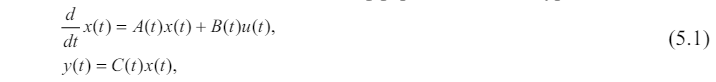 d/dt x(t) = A(t)x(t) + B(t)u(t),
(5.1)
y(t) = C(t)x(t),